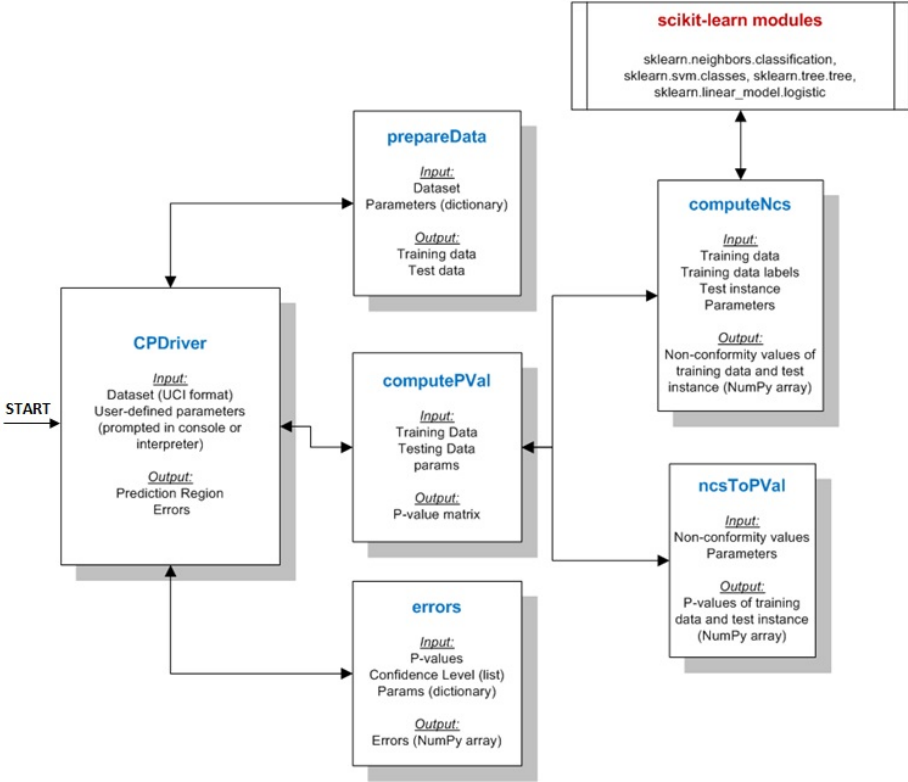 scikit-learn modules
sklearn.neighbors.classification,
sklearn.svm.classes, sklearn.tree.tree,
sklearn.linear_model.logistic
prepareData
Input:
Dataset
Parameters (dictionary)
Output:
Training data
Test data
computeNcs
Input:
Training data
Training data labels
Test instance
Parameters
Output:
Non-conformity values of
training data and test
instance (NumPy array)
START
CPDriver
Input:
Dataset (UCI format)
User-defined parameters
(prompted in console or
interpreter)
Output:
Prediction Region
Errors
computePVal
Input:
Training Data
Testing Data
params
Output:
P-value matrix
ncsToPVal
Input:
Non-conformity values
Parameters
Output:
P-values of training
data and test instance
(NumPy array)
errors
Input:
P-values
Confidence Level (list)
Params (dictionary)
Output:
Errors (NumPy array)